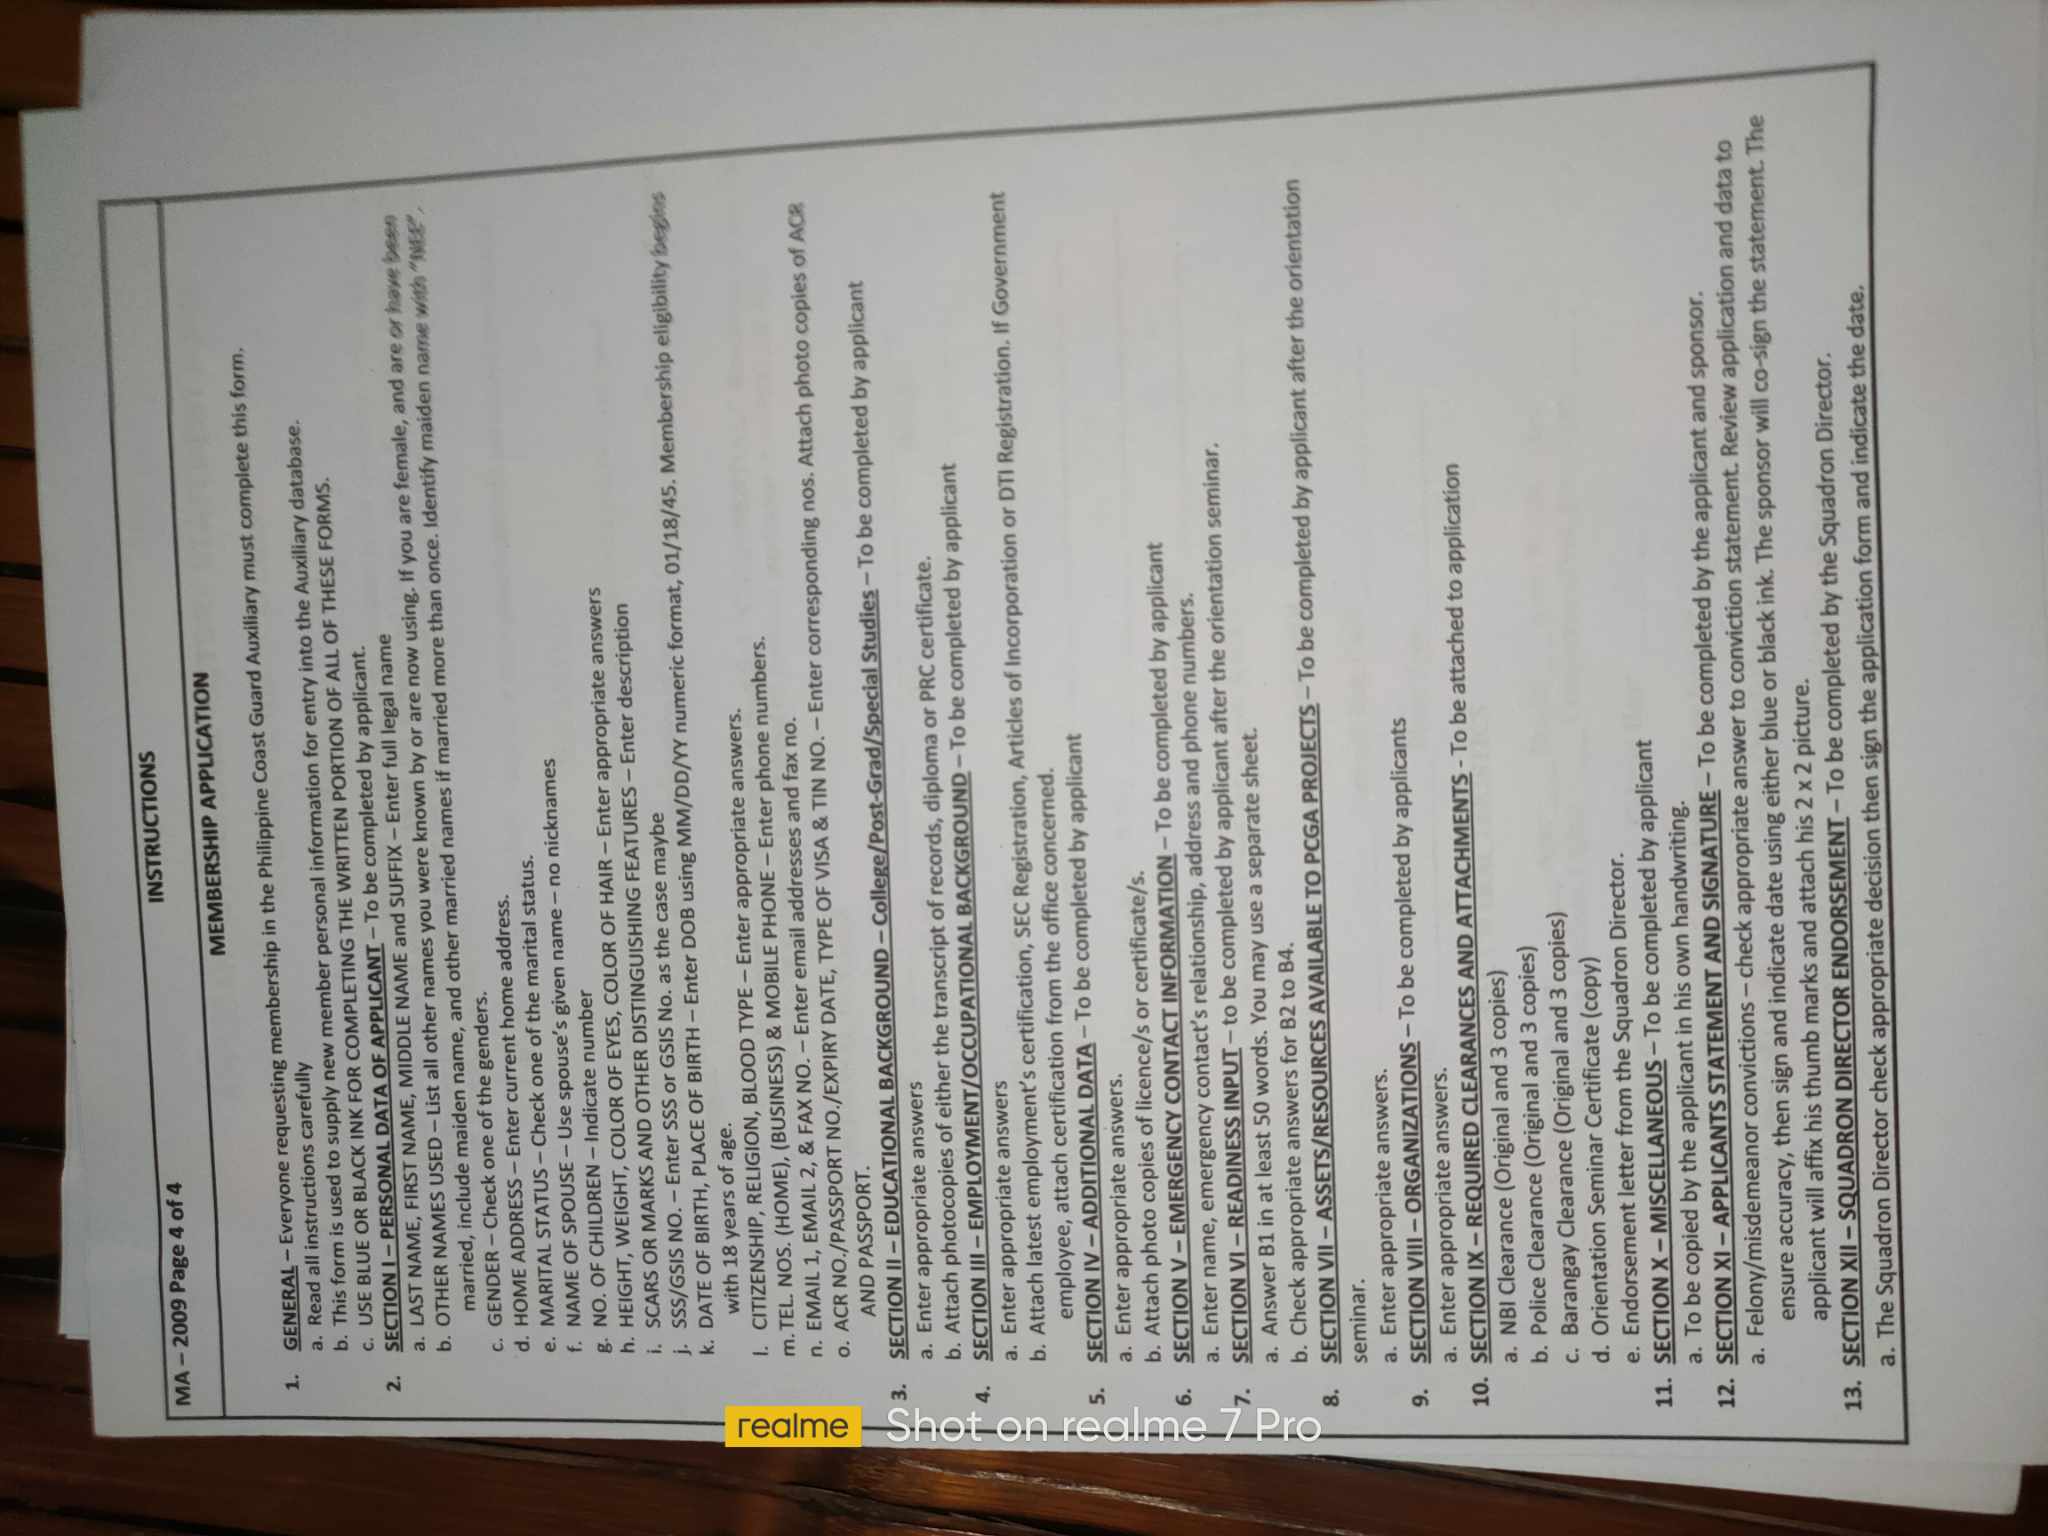 MA – 2009 Page 4 of 4 INSTRUCTIONS
MEMBERSHIP APPLICATION
1. GENERAL – Everyone requesting membership in the Philippine Coast Guard Auxiliary must complete this form.
a. Read all instructions carefully
b. This form is used to supply new member personal information for entry into the Auxiliary database.
c. USE BLUE OR BLACK INK FOR COMPLETING THE WRITTEN PORTION OF ALL OF THESE FORMS.
2. SECTION I – PERSONAL DATA OF APPLICANT – To be completed by applicant.
a. LAST NAME, FIRST NAME, MIDDLE NAME and SUFFIX – Enter full legal name
b. OTHER NAMES USED – List all other names you were known by or are now using. If you are female, and are or have been
married, include maiden name, and other married names if married more than once. Identify maiden name with "NEE",
c. GENDER – Check one of the genders.
d. HOME ADDRESS – Enter current home address.
e. MARITAL STATUS – Check one of the marital status.
f. NAME OF SPOUSE – Use spouse's given name – no nicknames
g. NO. OF CHILDREN – Indicate number
h. HEIGHT, WEIGHT, COLOR OF EYES, COLOR OF HAIR – Enter appropriate answers
i. SCARS OR MARKS AND OTHER DISTINGUISHING FEATURES – Enter description
j. SSS/GSIS NO. – Enter SSS or GSIS No. as the case maybe
k. DATE OF BIRTH, PLACE OF BIRTH – Enter DOB using MM/DD/YY numeric format, 01/18/45. Membership eligibility begins
with 18 years of age.
l. CITIZENSHIP, RELIGION, BLOOD TYPE – Enter appropriate answers.
m. TEL. NOS. (HOME), (BUSINESS) & MOBILE PHONE – Enter phone numbers.
n. EMAIL 1, EMAIL 2, & FAX NO. – Enter email addresses and fax no.
o. ACR NO./PASSPORT NO./EXPIRY DATE, TYPE OF VISA & TIN NO. – Enter corresponding nos. Attach photo copies of ACR
AND PASSPORT.
3. SECTION II – EDUCATIONAL BACKGROUND – College/Post-Grad/Special Studies – To be completed by applicant
a. Enter appropriate answers
b. Attach photocopies of either the transcript of records, diploma or PRC certificate.
4. SECTION III – EMPLOYMENT/OCCUPATIONAL BACKGROUND – To be completed by applicant
a. Enter appropriate answers
b. Attach latest employment's certification, SEC Registration, Articles of Incorporation or DTI Registration. If Government
employee, attach certification from the office concerned.
5. SECTION IV – ADDITIONAL DATA – To be completed by applicant
a. Enter appropriate answers.
b. Attach photo copies of licence/s or certificate/s.
6. SECTION V – EMERGENCY CONTACT INFORMATION – To be completed by applicant
a. Enter name, emergency contact's relationship, address and phone numbers.
7. SECTION VI – READINESS INPUT – to be completed by applicant after the orientation seminar.
a. Answer B1 in at least 50 words. You may use a separate sheet.
b. Check appropriate answers for B2 to B4.
8. SECTION VII – ASSETS/RESOURCES AVAILABLE TO PCGA PROJECTS – To be completed by applicant after the orientation
seminar.
a. Enter appropriate answers.
9. SECTION VIII – ORGANIZATIONS – To be completed by applicants
a. Enter appropriate answers.
10. SECTION IX – REQUIRED CLEARANCES AND ATTACHMENTS - To be attached to application
a. NBI Clearance (Original and 3 copies)
b. Police Clearance (Original and 3 copies)
c. Barangay Clearance (Original and 3 copies)
d. Orientation Seminar Certificate (copy)
e. Endorsement letter from the Squadron Director.
11. SECTION X – MISCELLANEOUS – To be completed by applicant
a. To be copied by the applicant in his own handwriting.
12. SECTION XI – APPLICANTS STATEMENT AND SIGNATURE – To be completed by the applicant and sponsor.
a. Felony/misdemeanor convictions – check appropriate answer to conviction statement. Review application and data to
ensure accuracy, then sign and indicate date using either blue or black ink. The sponsor will co-sign the statement. The
applicant will affix his thumb marks and attach his 2 x 2 picture.
13. SECTION XII – SQUADRON DIRECTOR ENDORSEMENT – To be completed by the Squadron Director.
a. The Squadron Director check appropriate decision then sign the application form and indicate the date.
realme Shot on realme 7 Pro